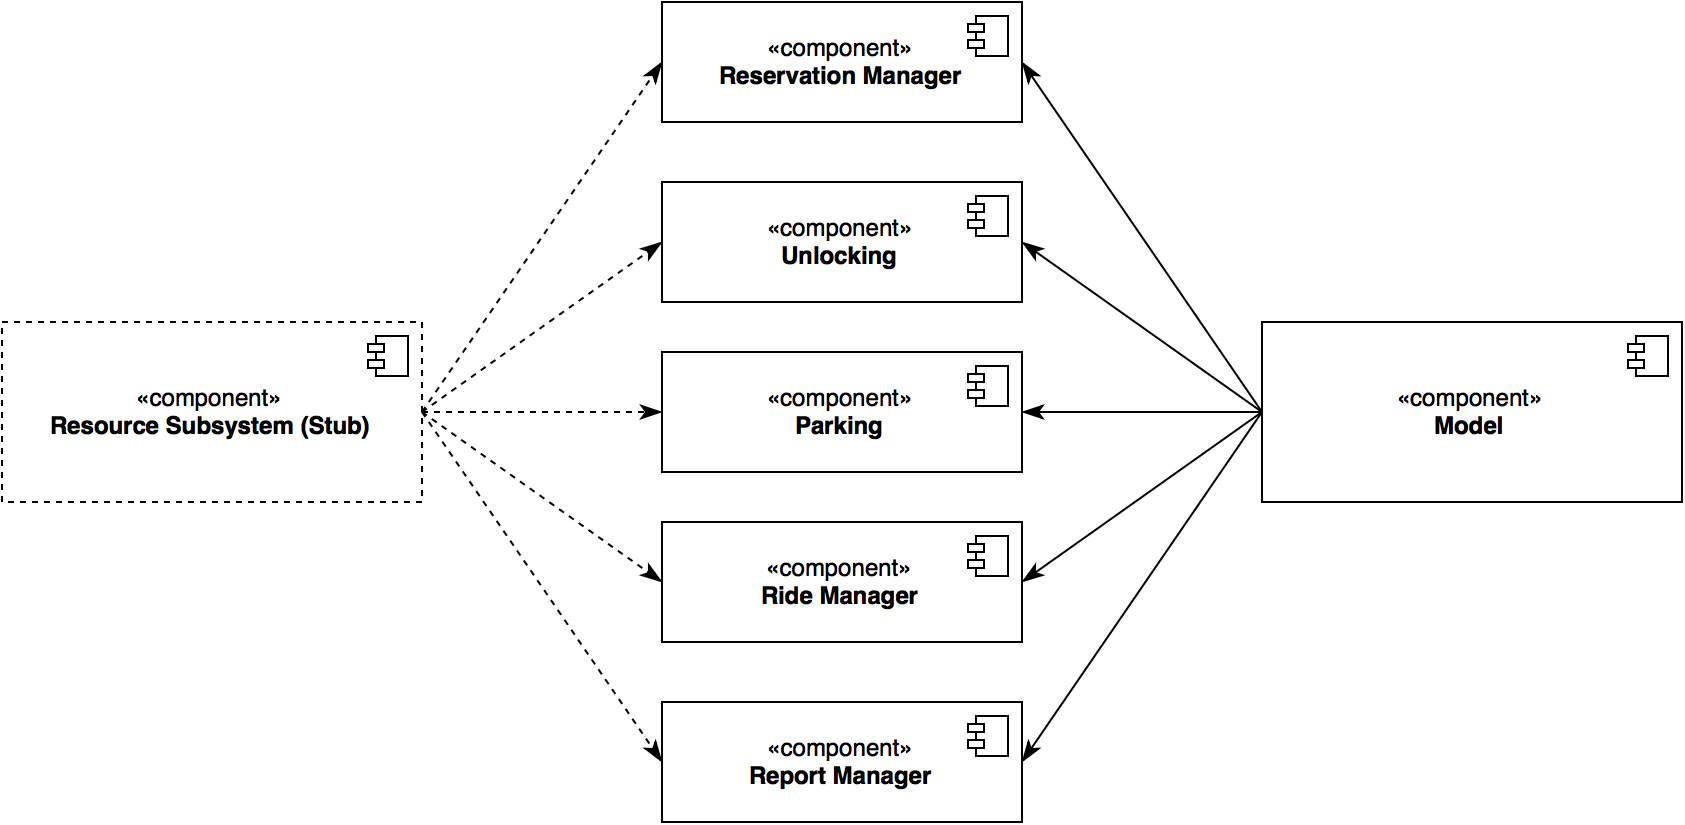 «component»
Reservation Manager
«component»
Unlocking
«component»
Resource Subsystem (Stub)
«component»
Parking
«component»
Model
«component»
Ride Manager
«component»
Report Manager